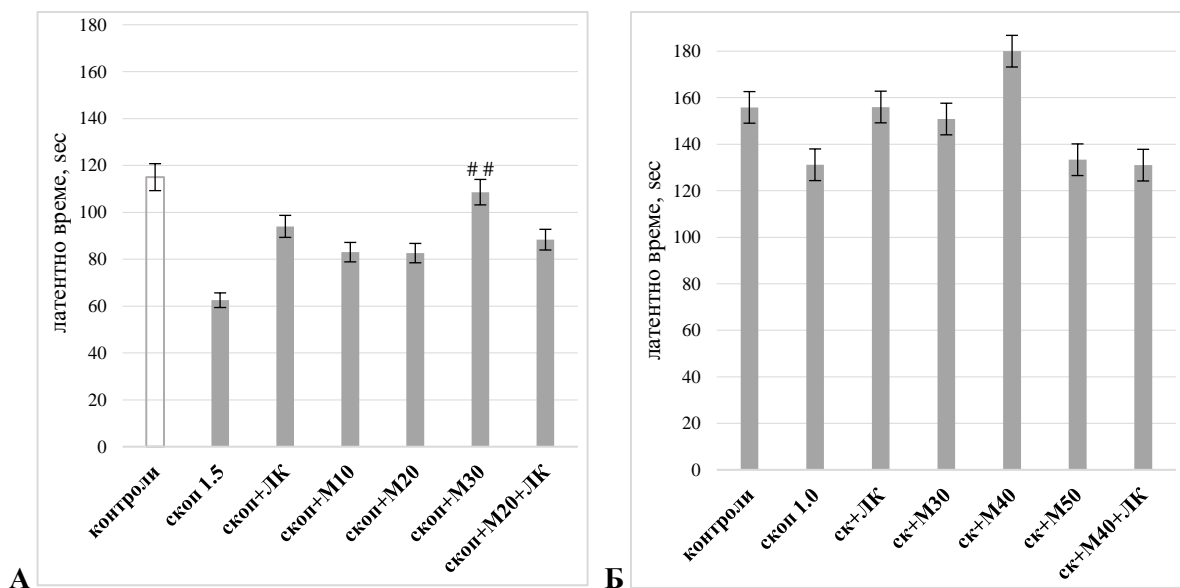 латентно време, sec
180
160
140
120
100
80
60
40
20
0
# #
контроли
скоп 1.5
скоп+ЛК
скоп+М10
скоп+М20
скоп+М30
скоп+М20+ЛК
А
латентно време, sec
180
160
140
120
100
80
60
40
20
0
контроли
скоп 1.0
ск+ЛК
ск+М30
ск+М40
ск+М50
ск+М40+ЛК
Б